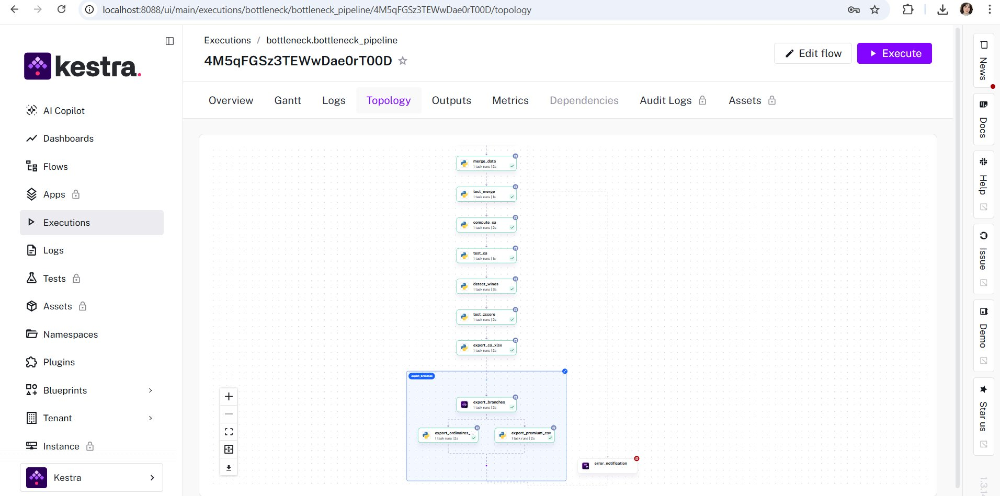 localhost:8088/ui/main/executions/bottleneck/bottleneck_pipeline/4M5qFGSz3TEWwDae0rT00D/topology
kestra.
AI Copilot
Dashboards
Flows
Apps
Executions
Logs
Tests
Assets
Namespaces
Plugins
Blueprints
Tenant
Instance
Kestra
Executions / bottleneck.bottleneck_pipeline
4M5qFGSz3TEWwDae0rT00D
Edit flow
Execute
Overview
Gantt
Logs
Topology
Outputs
Metrics
Dependencies
Audit Logs
Assets
merge_data
1 task runs | 2s
test_merge
1 task runs | 1s
compute_ca
1 task runs | 2s
test_ca
1 task runs | 1s
detect_wines
1 task runs | 3s
test_zscore
1 task runs | 2s
export_ca_xlsx
1 task runs | 2s
export_branches
export_branches
1 task runs | 2s
export_ordinaires_...
1 task runs | 2s
export_premium_csv
1 task runs | 2s
error_notification
News
Docs
Help
Issue
Demo
Star us